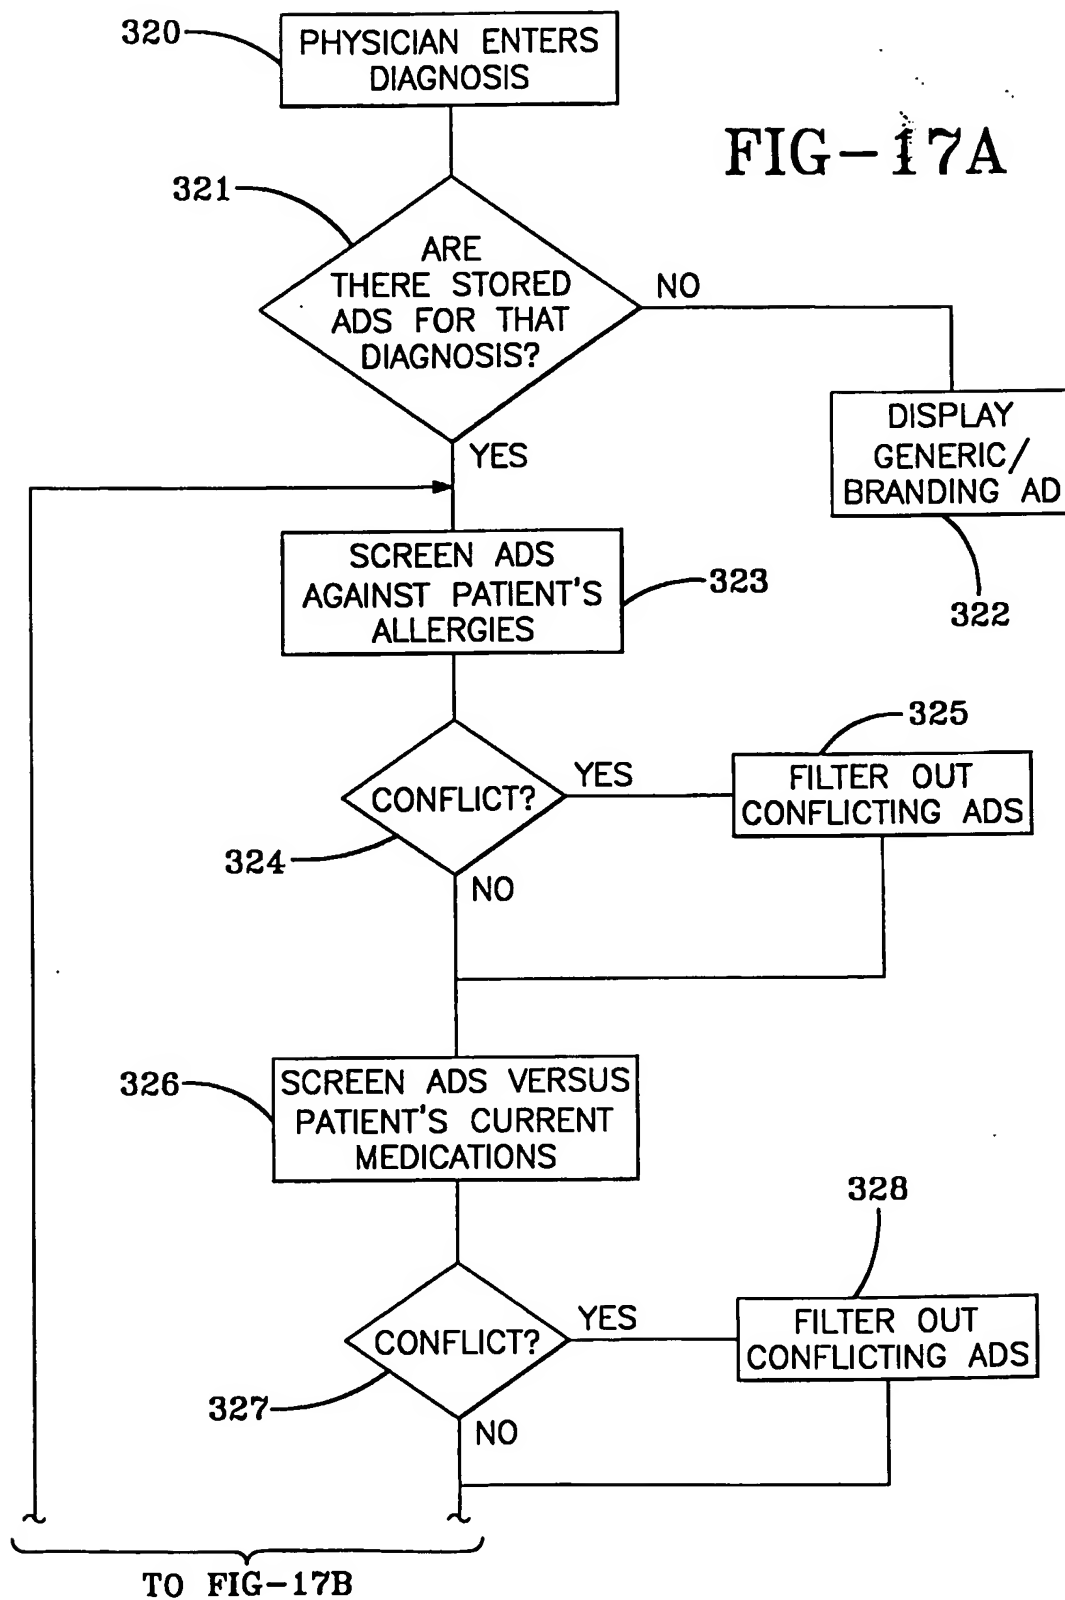 320
PHYSICIAN ENTERS
DIAGNOSIS
FIG-17A
321
ARE
THERE STORED
ADS FOR THAT
DIAGNOSIS?
NO
YES
DISPLAY
GENERIC/
BRANDING AD
322
SCREEN ADS
AGAINST PATIENT'S
ALLERGIES
323
325
CONFLICT?
YES
FILTER OUT
CONFLICTING ADS
324
NO
326
SCREEN ADS VERSUS
PATIENT'S CURRENT
MEDICATIONS
328
CONFLICT?
YES
FILTER OUT
CONFLICTING ADS
327
NO
TO FIG-17B